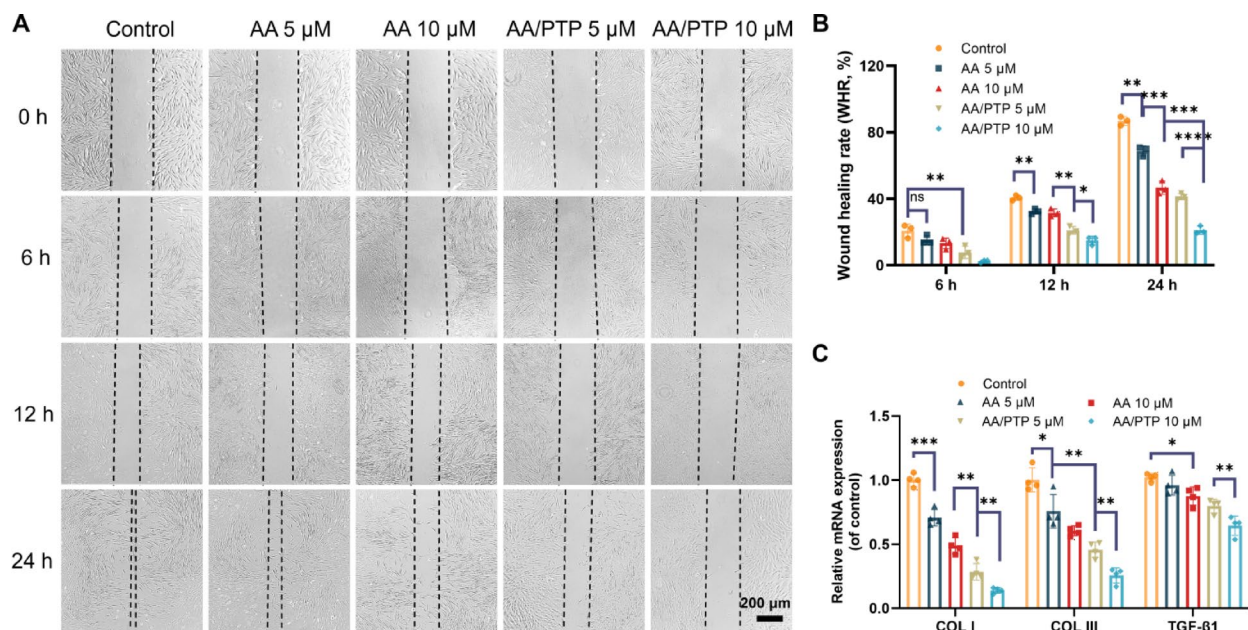 A
Control
AA 5 μM
AA 10 μM
AA/PTP 5 μM
AA/PTP 10 μM
0 h
6 h
12 h
24 h
200 μm
B
Control
AA 5 μM
AA 10 μM
AA/PTP 5 μM
AA/PTP 10 μM
Wound healing rate (WHR, %)
120
80
40
0
ns
**
**
**
*
**
***
***
****
6 h
12 h
24 h
C
Control
AA 5 μM
AA 10 μM
AA/PTP 5 μM
AA/PTP 10 μM
Relative mRNA expression
(of control)
1.5
1.0
0.5
0.0
***
**
**
*
**
**
*
**
COL I
COL III
TGF-β1